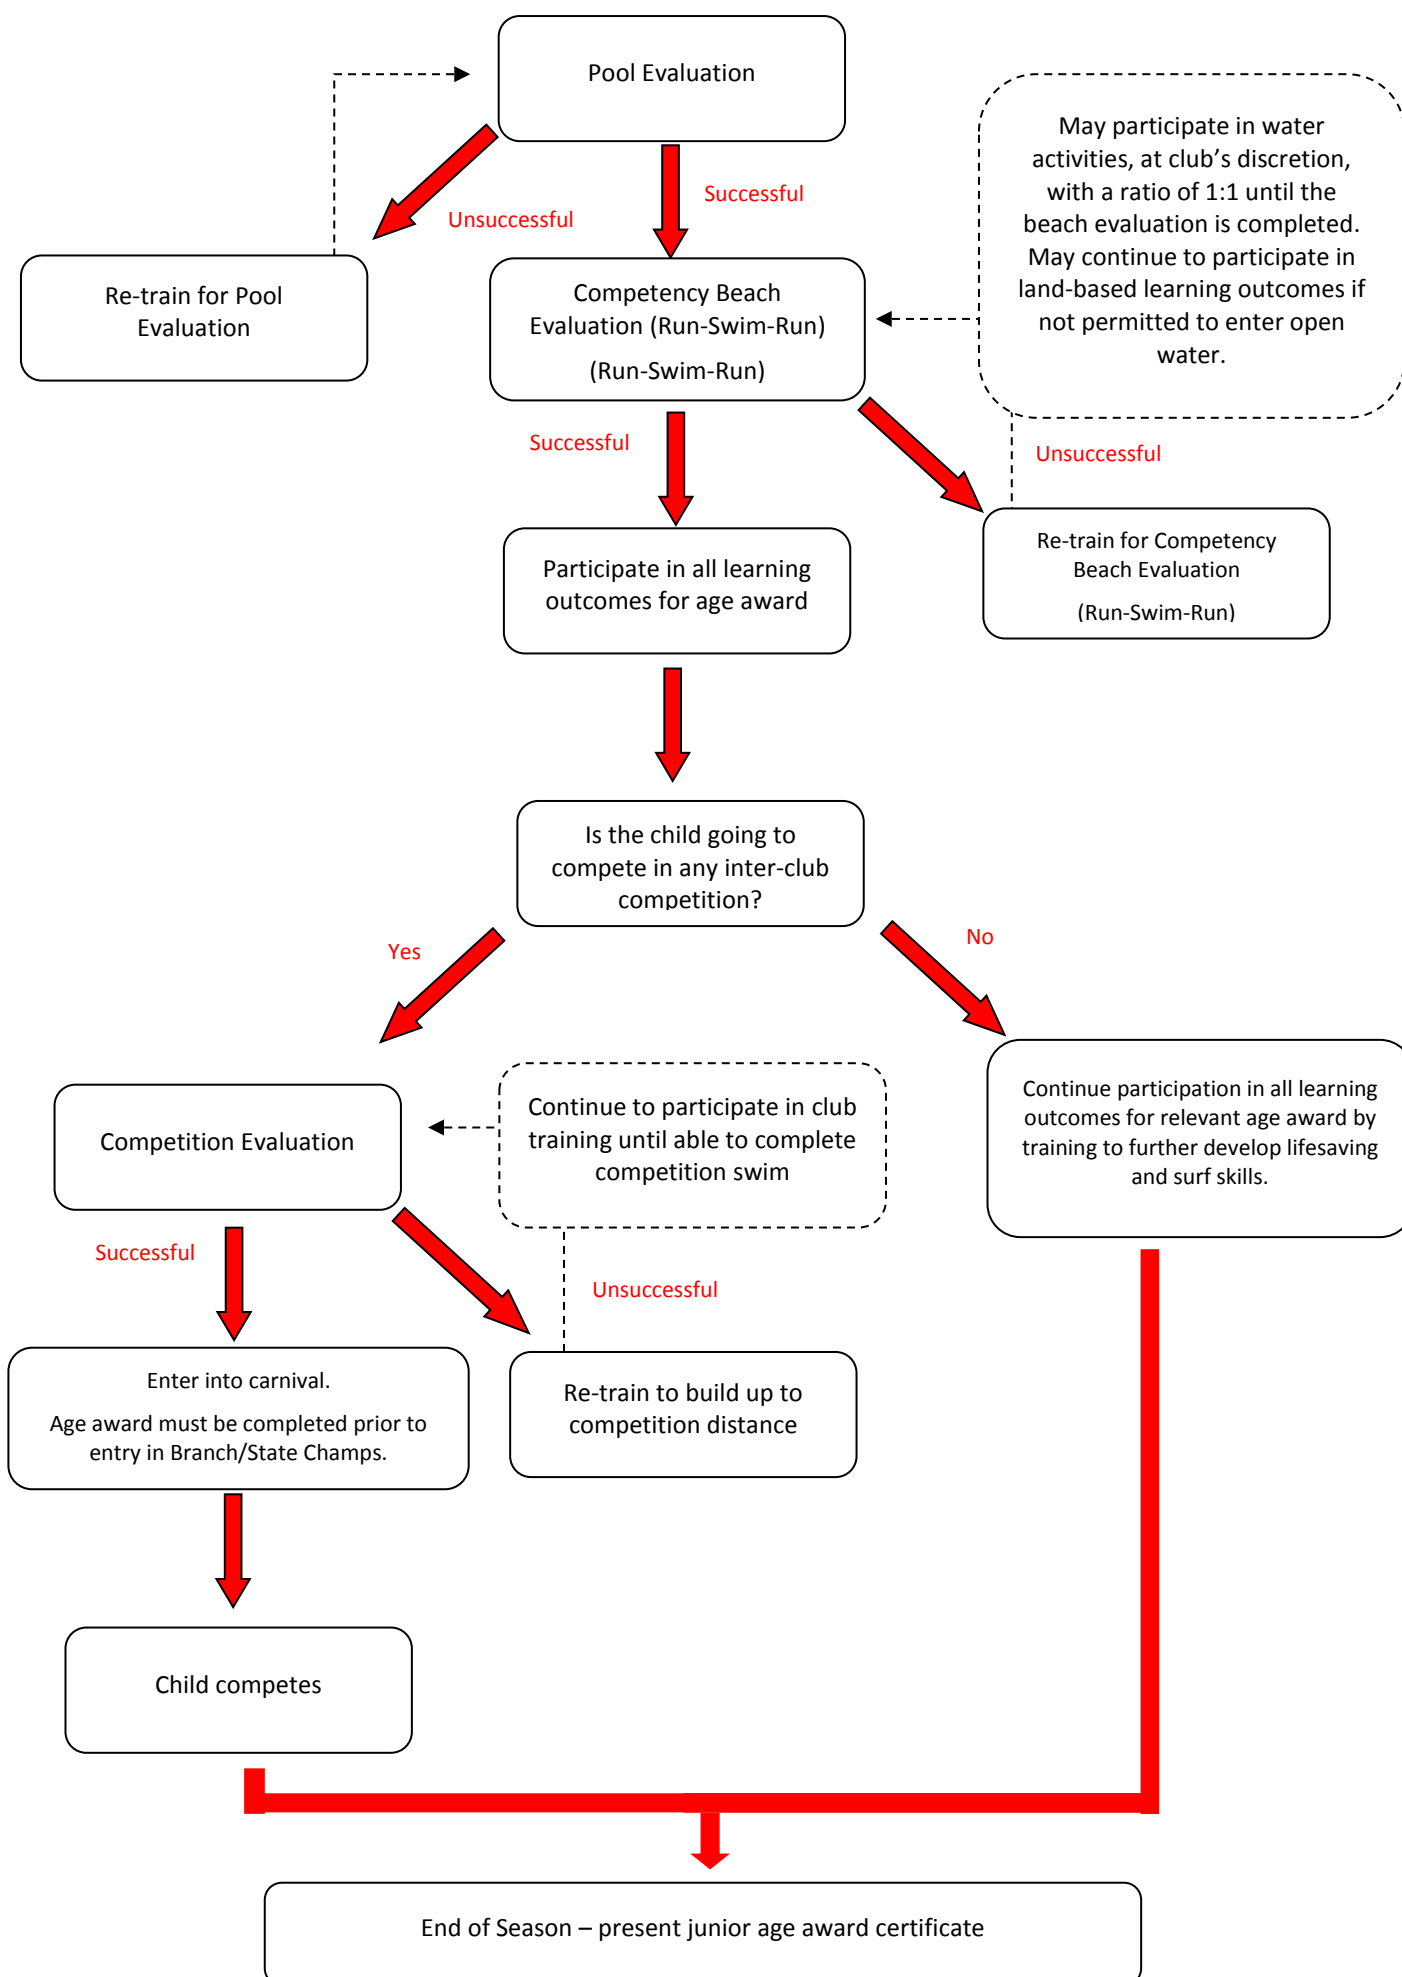 Pool Evaluation
May participate in water
activities, at club’s discretion,
with a ratio of 1:1 until the
beach evaluation is completed.
May continue to participate in
land-based learning outcomes if
not permitted to enter open
water.
Unsuccessful
Successful
Re-train for Pool
Evaluation
Competency Beach
Evaluation (Run-Swim-Run)
(Run-Swim-Run)
Successful
Unsuccessful
Participate in all learning
outcomes for age award
Re-train for Competency
Beach Evaluation
(Run-Swim-Run)
Is the child going to
compete in any inter-club
competition?
Yes
No
Competition Evaluation
Continue to participate in club
training until able to complete
competition swim
Continue participation in all learning
outcomes for relevant age award by
training to further develop lifesaving
and surf skills.
Successful
Unsuccessful
Enter into carnival.
Age award must be completed prior to
entry in Branch/State Champs.
Re-train to build up to
competition distance
Child competes
End of Season – present junior age award certificate